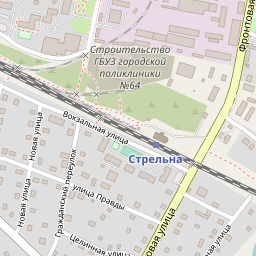 Строительство
ГБУЗ городской
поликлиники
№64
Фронтовая
Вокзальная улица
Новая улица
Стрельна
Гражданский переулок
Новая улица
улица Правды
Целинная улица
овая улица